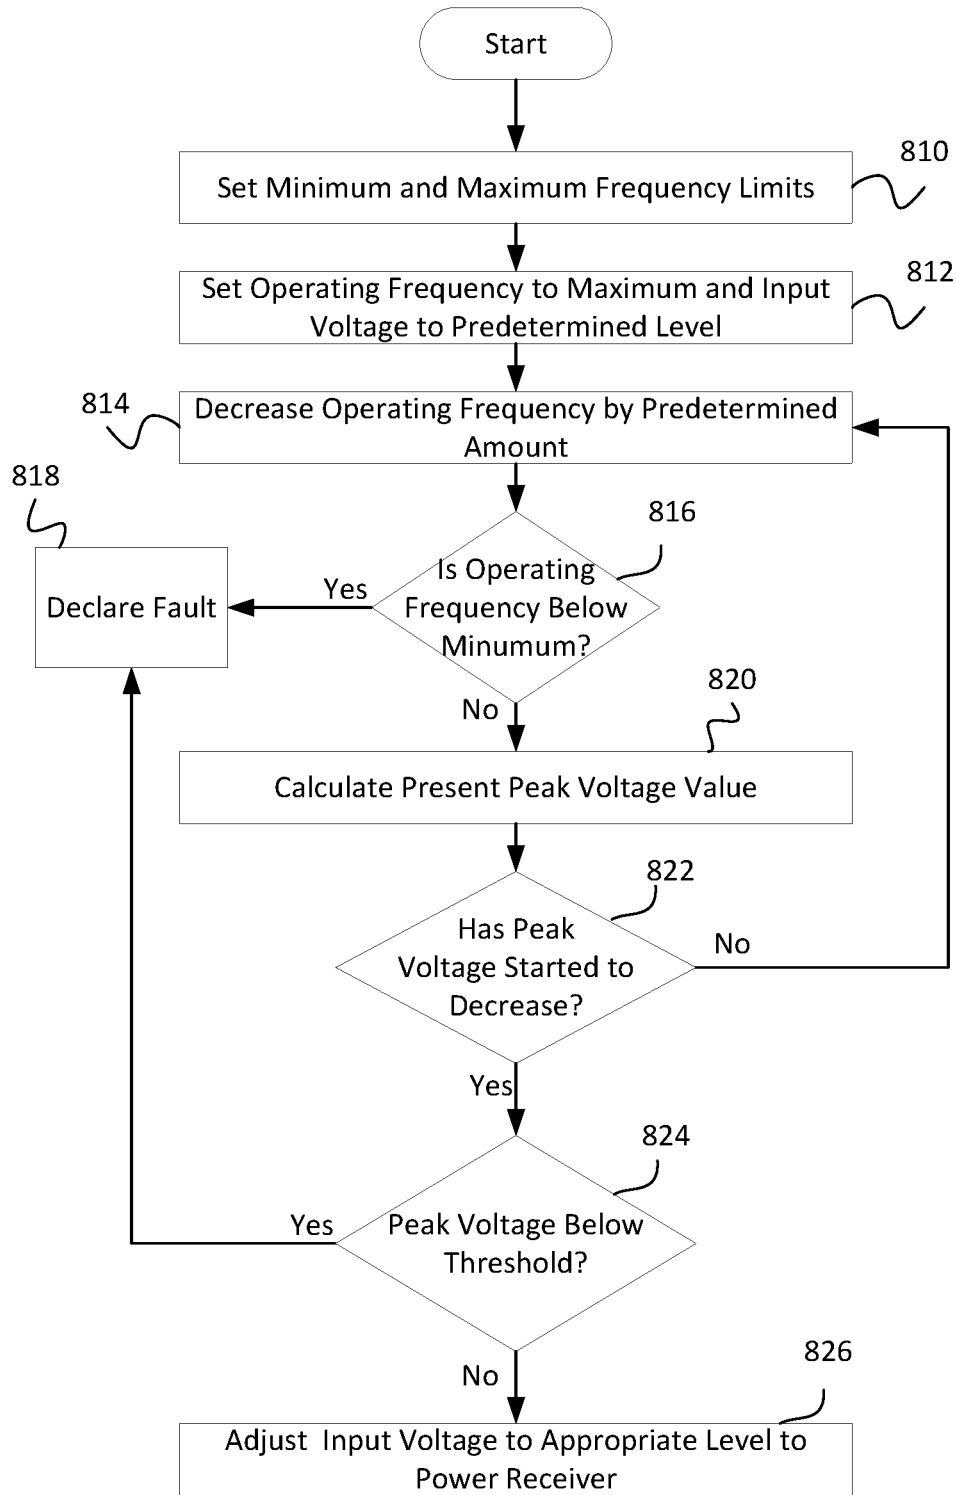 Start
810
Set Minimum and Maximum Frequency Limits
812
Set Operating Frequency to Maximum and Input
Voltage to Predetermined Level
814
Decrease Operating Frequency by Predetermined
Amount
818
816
Is Operating
Frequency Below
Minumum?
Yes
Declare Fault
No
820
Calculate Present Peak Voltage Value
822
Has Peak
Voltage Started to
Decrease?
No
Yes
824
Peak Voltage Below
Threshold?
Yes
No
826
Adjust Input Voltage to Appropriate Level to
Power Receiver